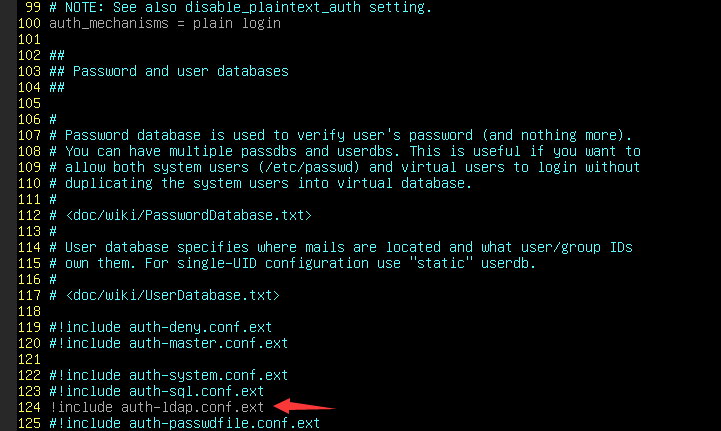 99 # NOTE: See also disable_plaintext_auth setting.
100 auth_mechanisms = plain login
101
102 ##
103 ## Password and user databases
104 ##
105
106 #
107 # Password database is used to verify user's password (and nothing more).
108 # You can have multiple passdbs and userdbs. This is useful if you want to
109 # allow both system users (/etc/passwd) and virtual users to login without
110 # duplicating the system users into virtual database.
111 #
112 # <doc/wiki/PasswordDatabase.txt>
113 #
114 # User database specifies where mails are located and what user/group IDs
115 # own them. For single-UID configuration use "static" userdb.
116 #
117 # <doc/wiki/UserDatabase.txt>
118
119 #!include auth-deny.conf.ext
120 #!include auth-master.conf.ext
121
122 #!include auth-system.conf.ext
123 #!include auth-sql.conf.ext
124 !include auth-ldap.conf.ext
125 #!include auth-passwdfile.conf.ext